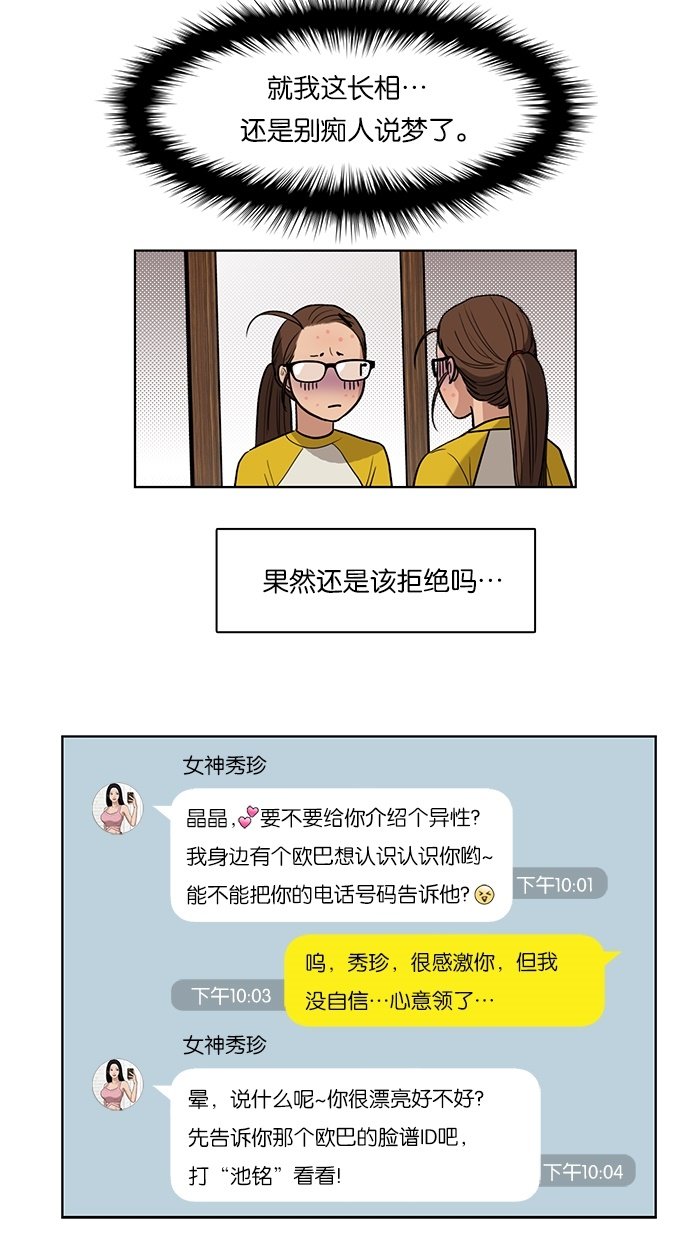 就我这长相…
还是别痴人说梦了。
果然还是该拒绝吗…
女神秀珍
晶晶,💕要不要给你介绍个异性?
我身边有个欧巴想认识认识你哟~
能不能把你的电话号码告诉他?😆
下午10:01
呜，秀珍，很感激你，但我
没自信…心意领了…
下午10:03
女神秀珍
晕，说什么呢~你很漂亮好不好?
先告诉你那个欧巴的脸谱ID吧，
打“池铭”看看!
下午10:04